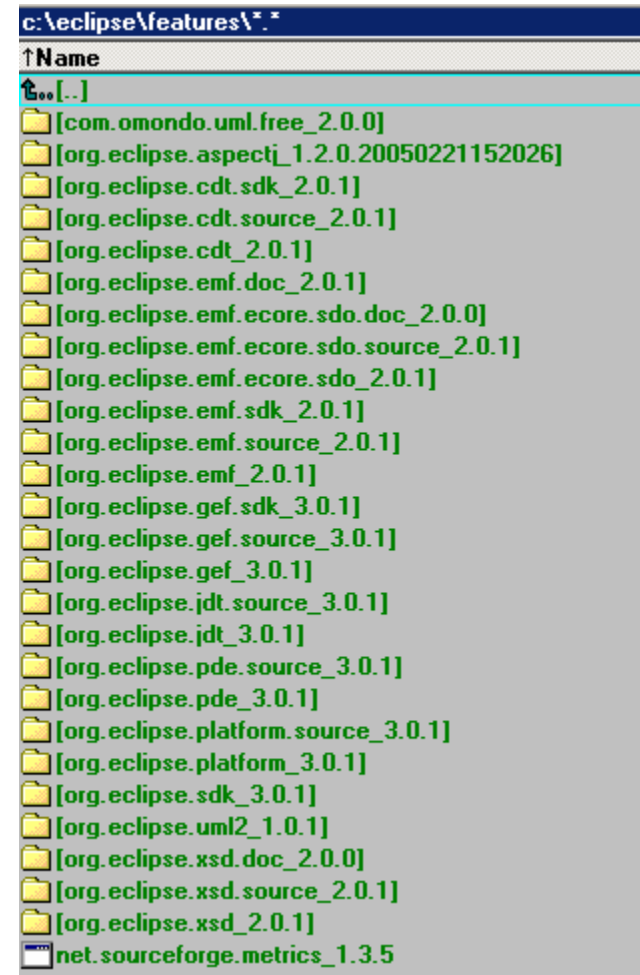 c:\eclipse\features\*.*
↑Name
[..]
[com.omondo.uml.free_2.0.0]
[org.eclipse.aspectj_1.2.0.20050221152026]
[org.eclipse.cdt.sdk_2.0.1]
[org.eclipse.cdt.source_2.0.1]
[org.eclipse.cdt_2.0.1]
[org.eclipse.emf.doc_2.0.1]
[org.eclipse.emf.ecore.sdo.doc_2.0.0]
[org.eclipse.emf.ecore.sdo.source_2.0.1]
[org.eclipse.emf.ecore.sdo_2.0.1]
[org.eclipse.emf.sdk_2.0.1]
[org.eclipse.emf.source_2.0.1]
[org.eclipse.emf_2.0.1]
[org.eclipse.gef.sdk_3.0.1]
[org.eclipse.gef.source_3.0.1]
[org.eclipse.gef_3.0.1]
[org.eclipse.jdt.source_3.0.1]
[org.eclipse.jdt_3.0.1]
[org.eclipse.pde.source_3.0.1]
[org.eclipse.pde_3.0.1]
[org.eclipse.platform.source_3.0.1]
[org.eclipse.platform_3.0.1]
[org.eclipse.sdk_3.0.1]
[org.eclipse.uml2_1.0.1]
[org.eclipse.xsd.doc_2.0.0]
[org.eclipse.xsd.source_2.0.1]
[org.eclipse.xsd_2.0.1]
net.sourceforge.metrics_1.3.5